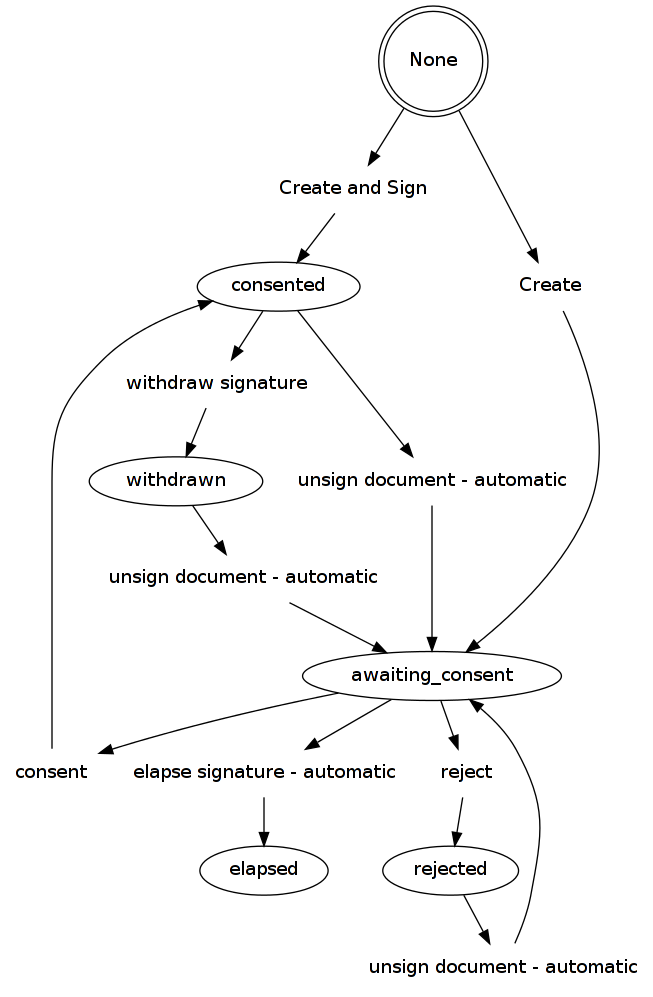 None
Create and Sign
consented
Create
withdraw signature
withdrawn
unsign document - automatic
unsign document - automatic
awaiting_consent
consent
elapse signature - automatic
reject
elapsed
rejected
unsign document - automatic